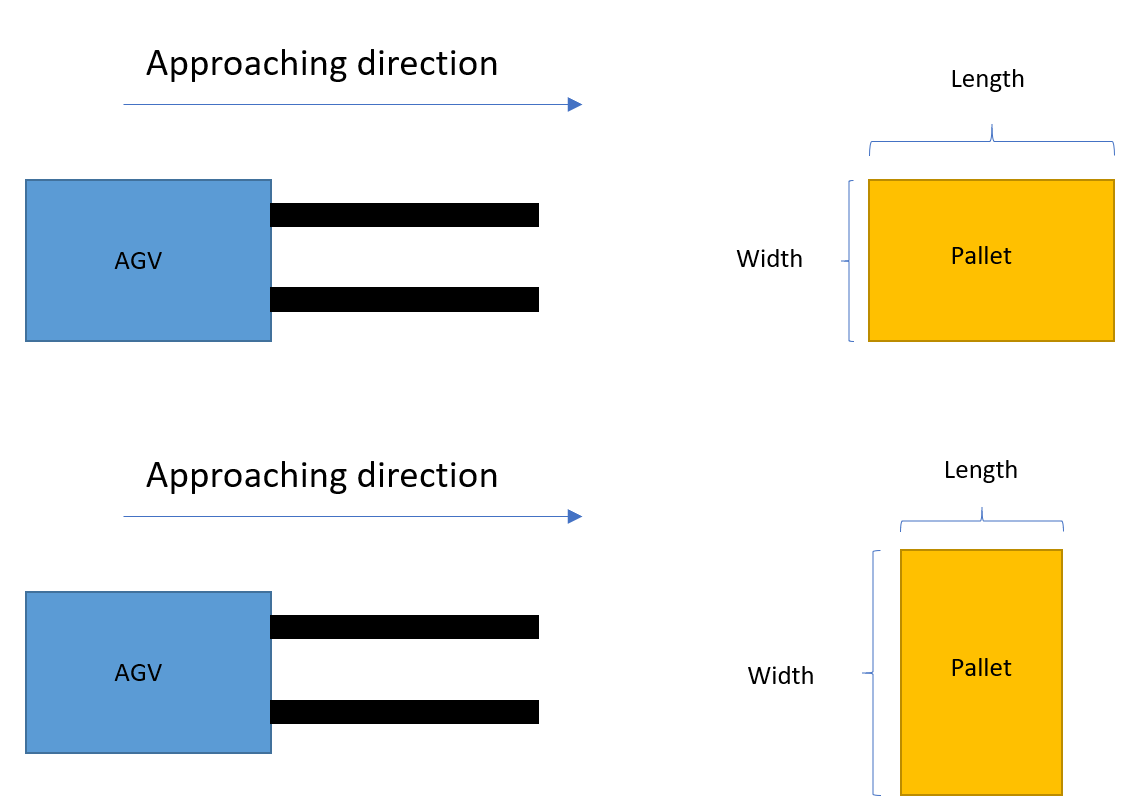 Approaching direction
Length
AGV
Width
Pallet
Approaching direction
Length
AGV
Width
Pallet